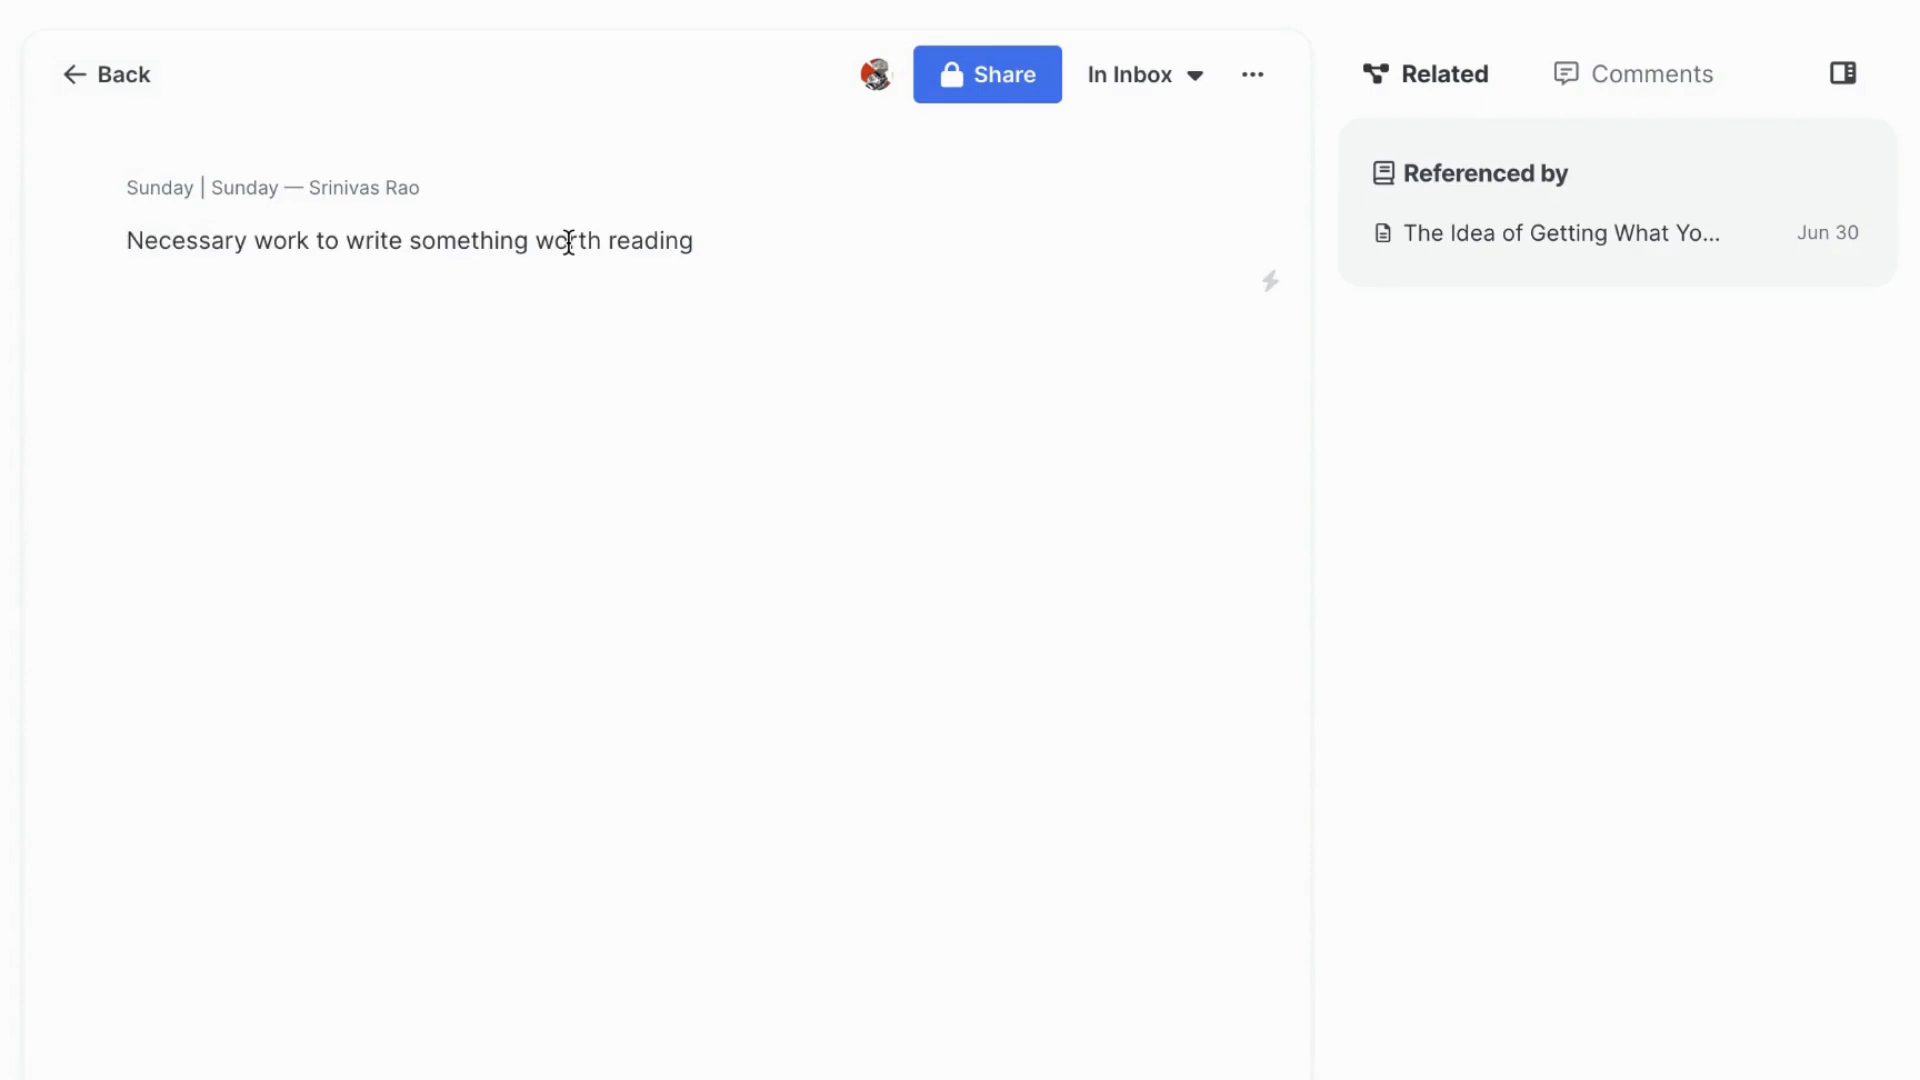 Back
Share
In Inbox
Related
Comments
Sunday | Sunday — Srinivas Rao
Necessary work to write something worth reading
Referenced by
The Idea of Getting What Yo...
Jun 30